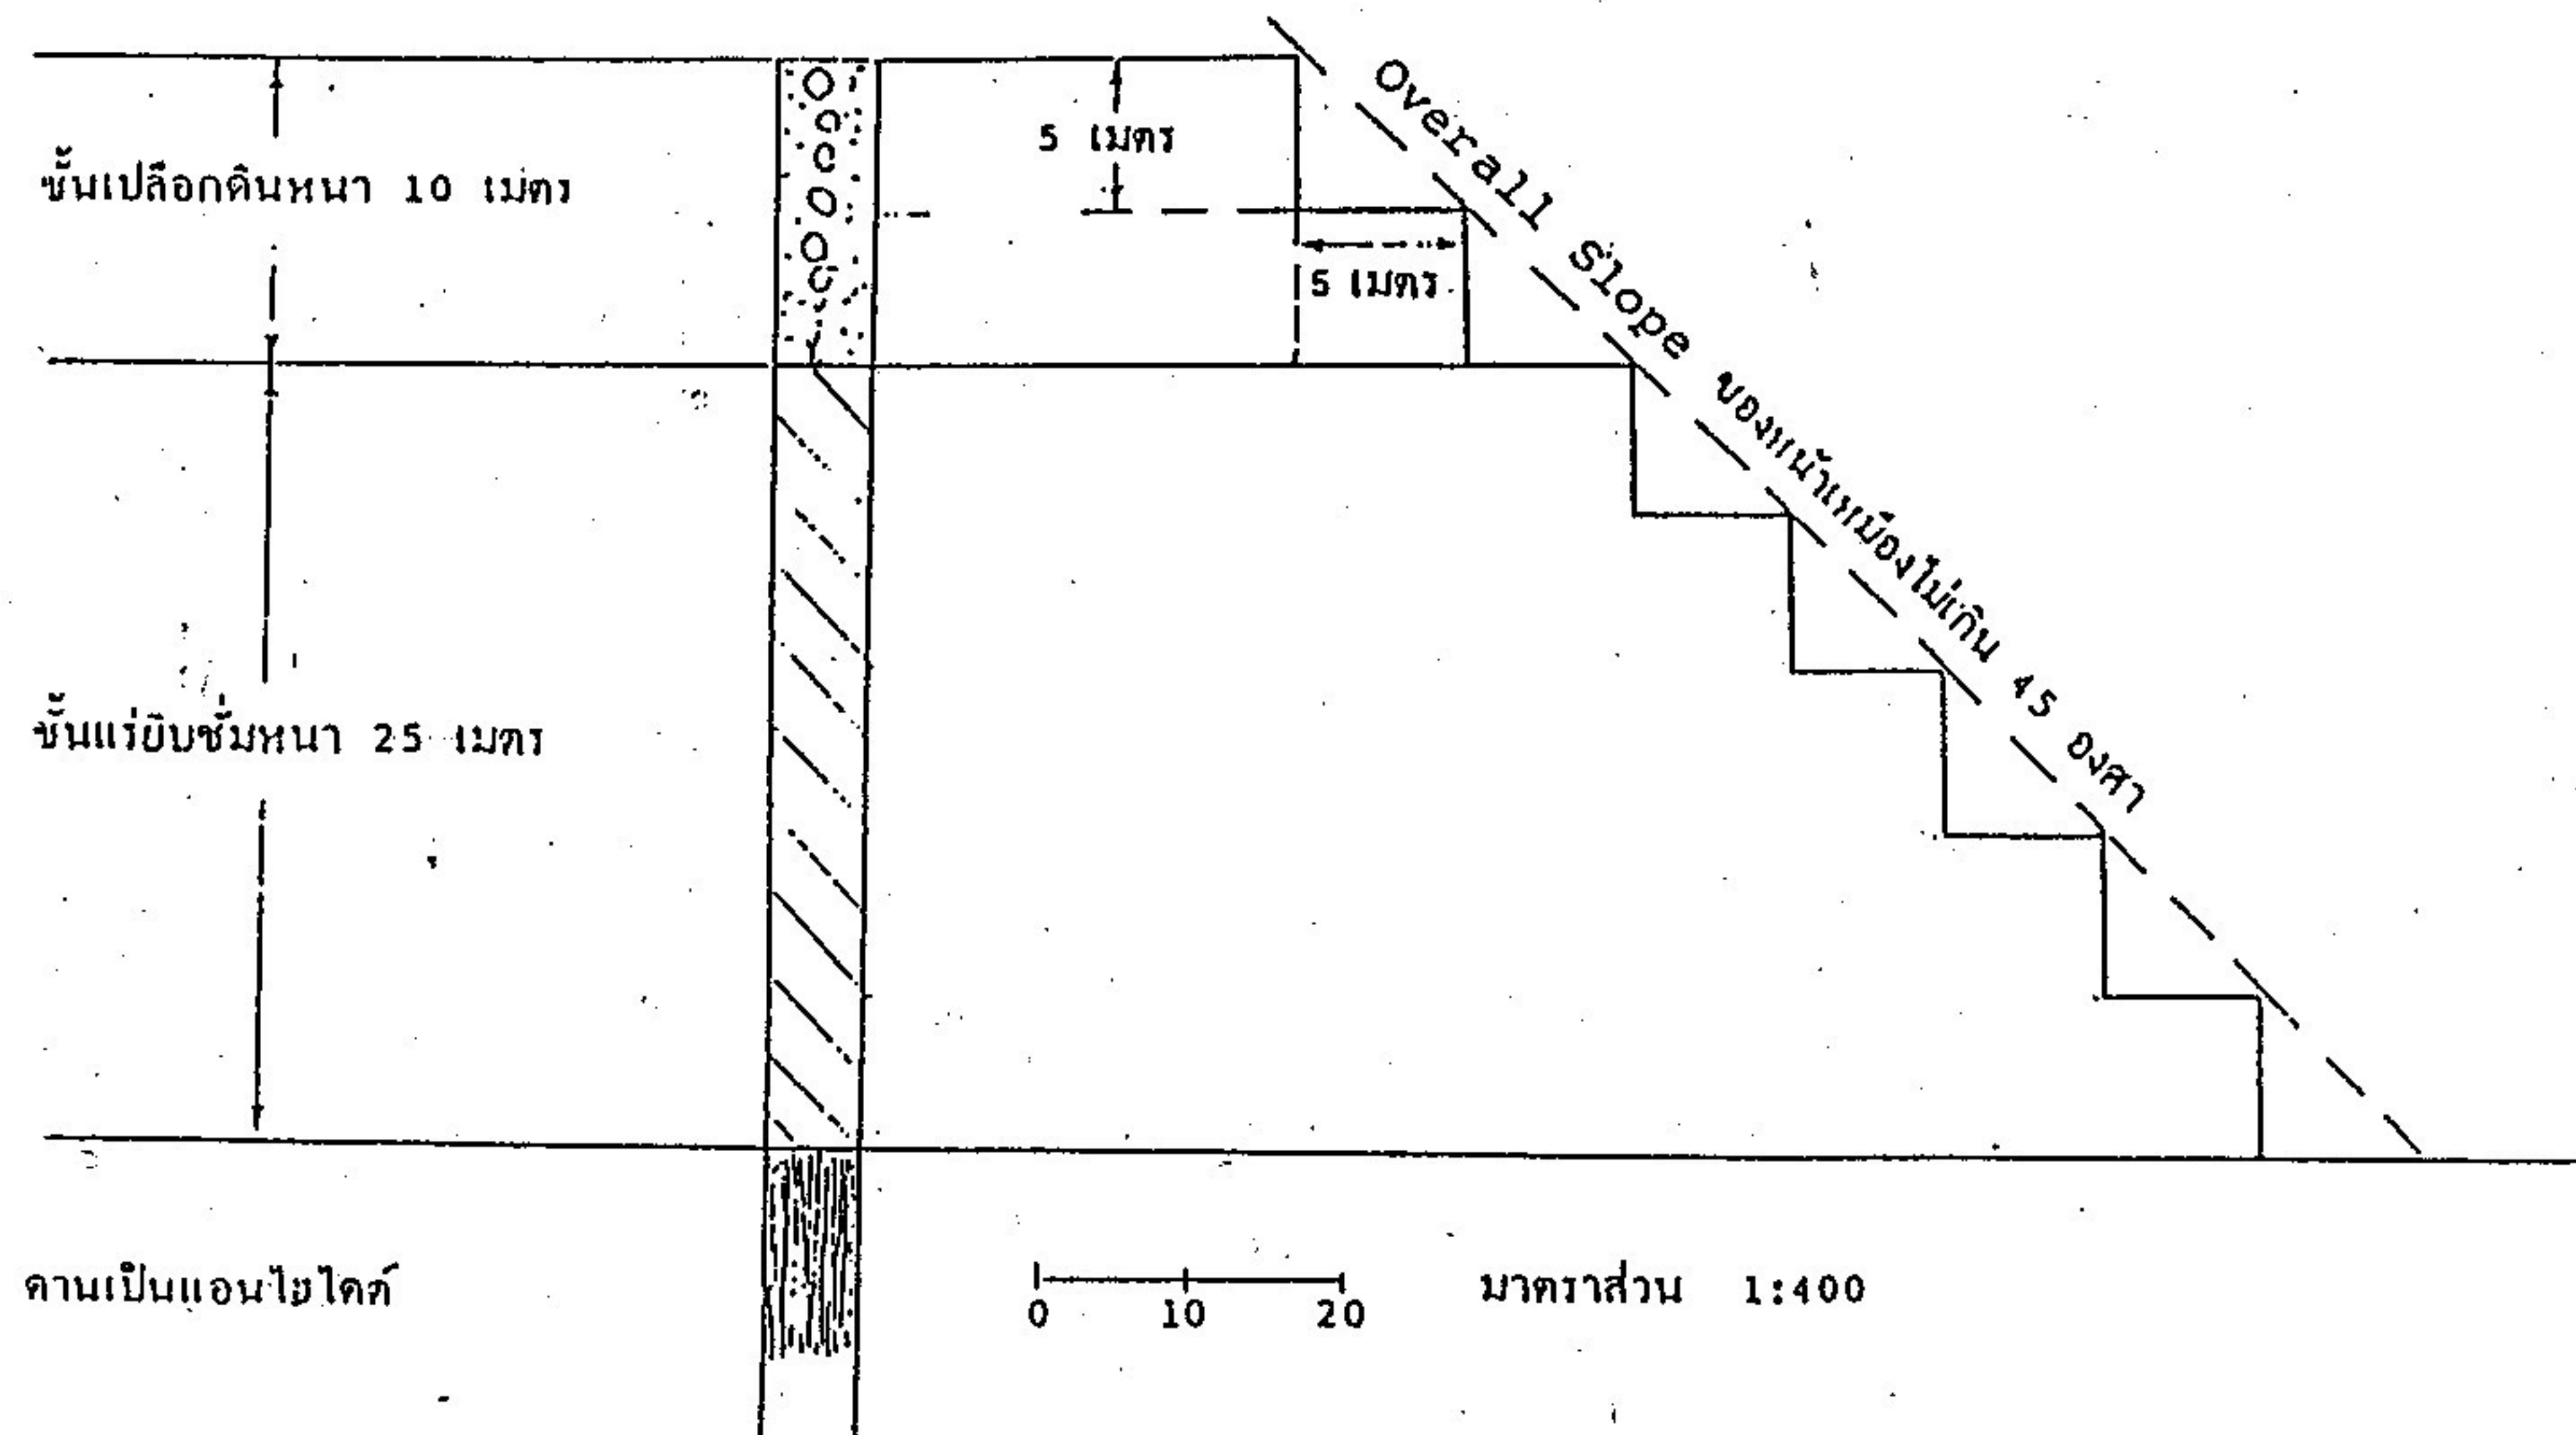 ชั้นเปลือกดินหนา 10 เมตร
5 เมตร
5 เมตร
Overall Slope ของหน้าเหมืองไม่เกิน 45 องศา
ชั้นแร่ยิบซั่มหนา 25 เมตร
ดานเป็นแอนไฮไดต์
0 10 20
มาตราส่วน 1:400